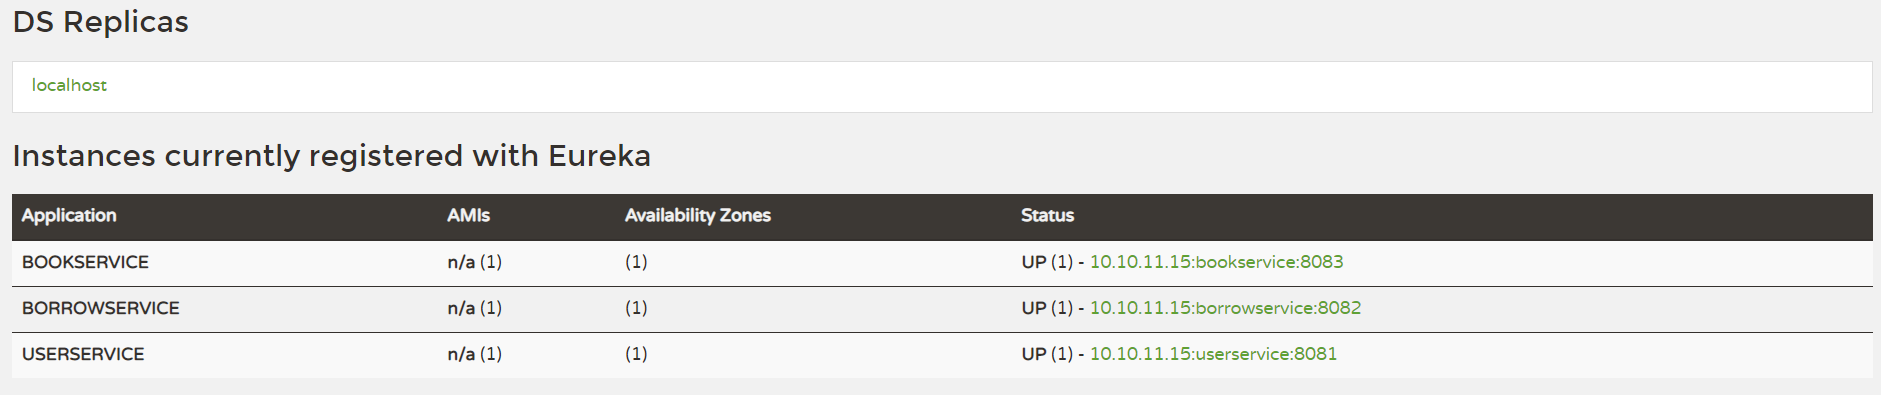 DS Replicas
localhost
Instances currently registered with Eureka
Application AMIs Availability Zones Status
BOOKSERVICE n/a (1) (1) UP (1) - 10.10.11.15:bookservice:8083
BORROWSERVICE n/a (1) (1) UP (1) - 10.10.11.15:borrowservice:8082
USERSERVICE n/a (1) (1) UP (1) - 10.10.11.15:userservice:8081